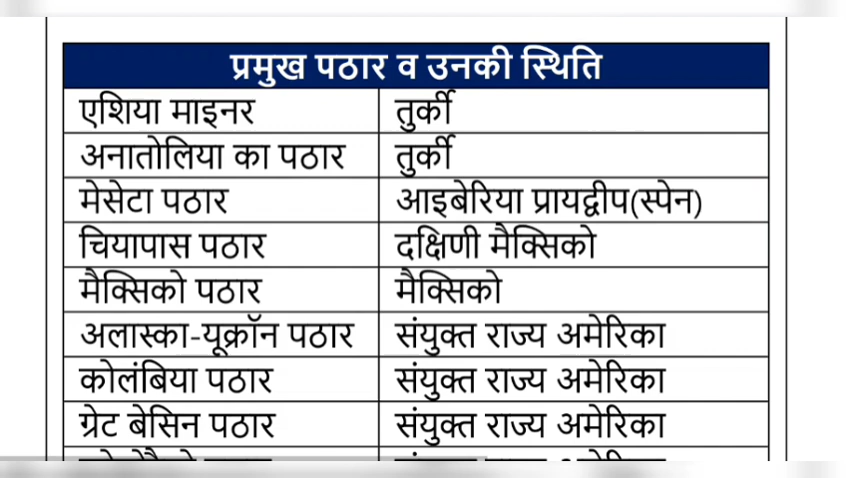 प्रमुख पठार व उनकी स्थिति
एशिया माइनर तुर्की
अनातोलिया का पठार तुर्की
मेसेटा पठार आइबेरिया प्रायद्वीप(स्पेन)
चियापास पठार दक्षिणी मैक्सिको
मैक्सिको पठार मैक्सिको
अलास्का-यूक्रॉन पठार संयुक्त राज्य अमेरिका
कोलंबिया पठार संयुक्त राज्य अमेरिका
ग्रेट बेसिन पठार संयुक्त राज्य अमेरिका